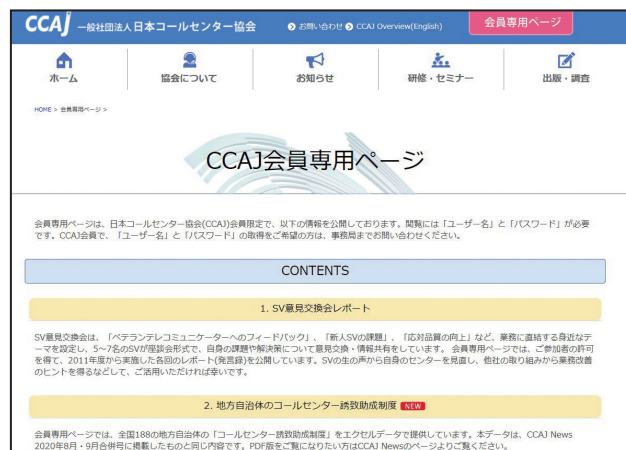 CCAJ 一般社団法人日本コールセンター協会 お問い合わせ CCAJ Overview(English) 会員専用ページ
ホーム 協会について お知らせ 研修・セミナー 出版・調査
HOME > 会員専用ページ >
CCAJ会員専用ページ
会員専用ページは、日本コールセンター協会(CCAJ)会員限定で、以下の情報を公開しております。閲覧には「ユーザー名」と「パスワード」が必要
です。CCAJ会員で、「ユーザー名」と「パスワード」の取得をご希望の方は、事務局までお問い合わせください。
CONTENTS
1. SV意見交換会レポート
SV意見交換会は、「ベテランテレコミュニケーターへのフィードバック」、「新人SVの課題」、「応対品質の向上」など、業務に直結する身近なテ
ーマを設定し、5~7名のSVが座談会形式で、自身の課題や解決策について意見交換・情報共有をしています。 会員専用ページでは、ご参加者の許可
を得て、2011年度から実施した各回のレポート(発言録)を公開しています。SVの生の声から自身のセンターを見直し、他社の取り組みから業務改善
のヒントを得るなどして、ご活用いただければ幸いです。
2. 地方自治体のコールセンター誘致助成制度 NEW
会員専用ページでは、全国188の地方自治体の「コールセンター誘致助成制度」をエクセルデータで提供しています。本データは、CCAJ News
2020年8月・9月合併号に掲載したものと同じ内容です。PDF版をご覧になりたい方はCCAJ Newsのページよりご覧ください。